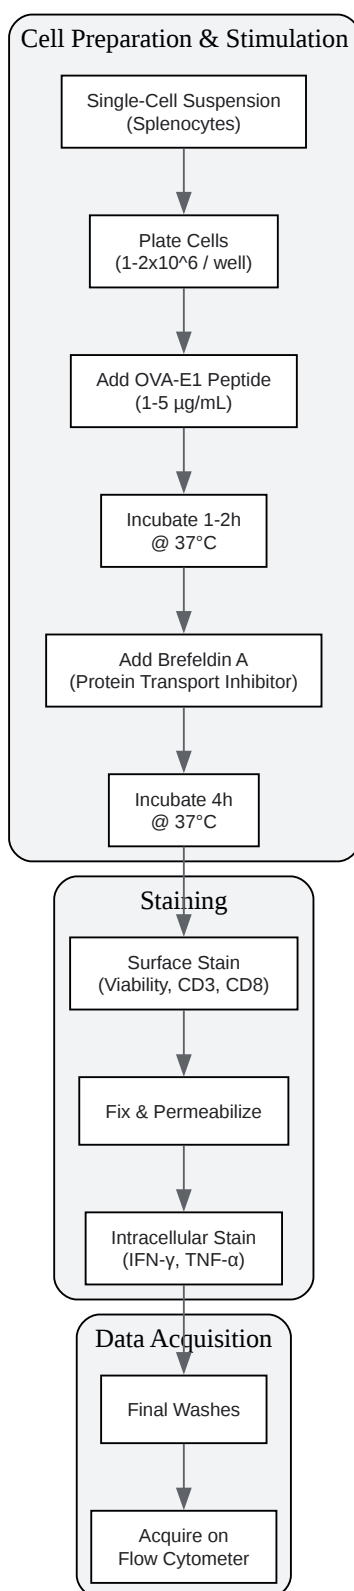 Cell Preparation & Stimulation
Single-Cell Suspension
(Splenocytes)
Plate Cells
(1-2x10^6 / well)
Add OVA-E1 Peptide
(1-5 µg/mL)
Incubate 1-2h
@ 37°C
Add Brefeldin A
(Protein Transport Inhibitor)
Incubate 4h
@ 37°C
Staining
Surface Stain
(Viability, CD3, CD8)
Fix & Permeabilize
Intracellular Stain
(IFN-γ, TNF-α)
Data Acquisition
Final Washes
Acquire on
Flow Cytometer